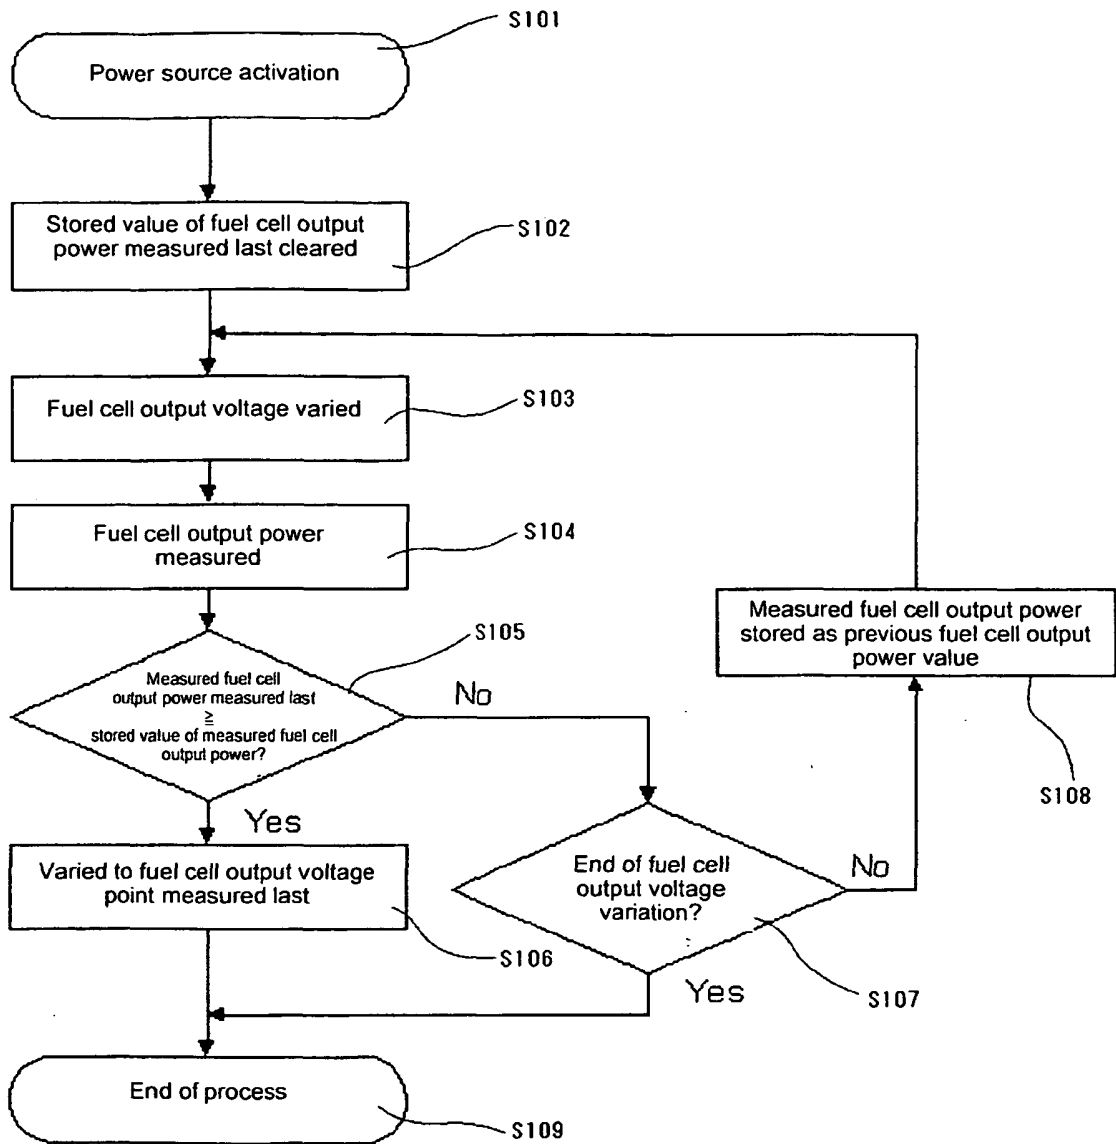 S101
Power source activation
Stored value of fuel cell output
power measured last cleared
S102
Fuel cell output voltage varied
S103
Fuel cell output power
measured
S104
Measured fuel cell
output power measured last
≧
stored value of measured fuel cell
output power?
S105
No
Yes
Varied to fuel cell output voltage
point measured last
S106
End of fuel cell
output voltage
variation?
No
Yes
S107
Measured fuel cell output power
stored as previous fuel cell output
power value
S108
End of process
S109